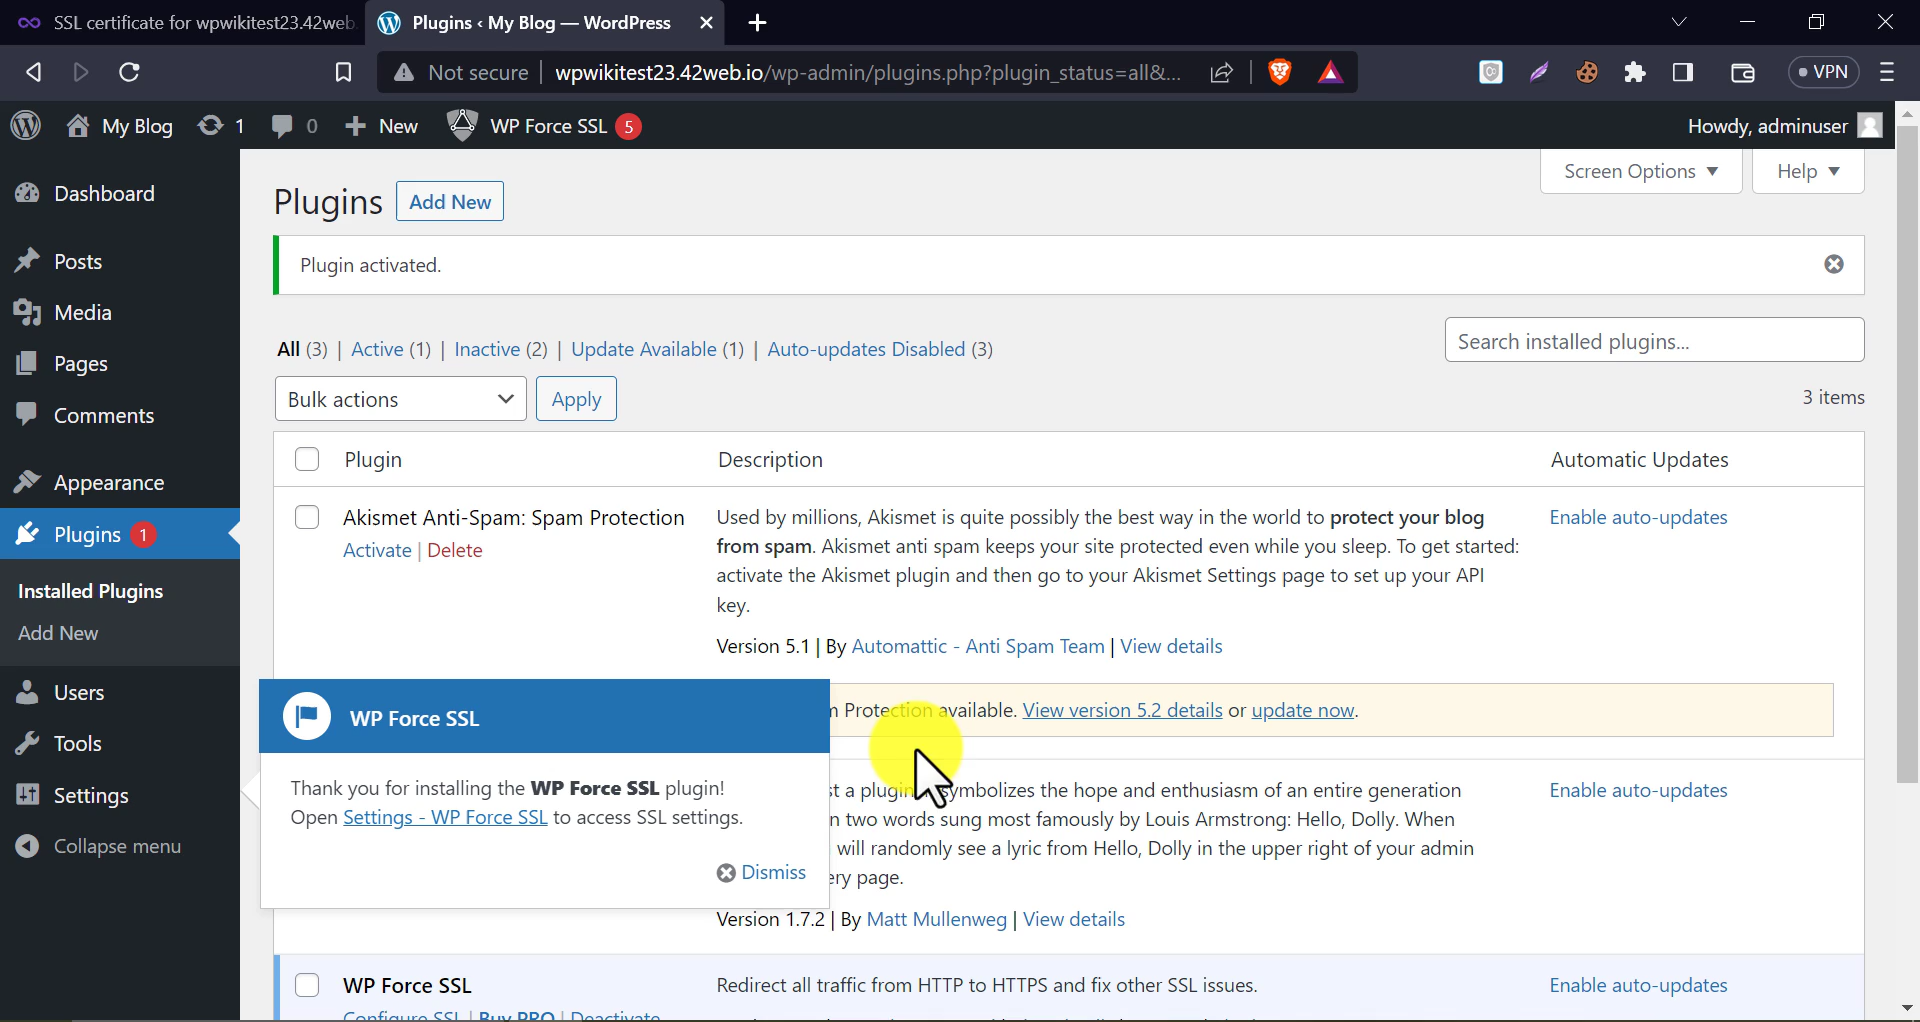 SSL certificate for wpwikitest23.42web.
Plugins ‹ My Blog — WordPress
Not secure
wpwikitest23.42web.io/wp-admin/plugins.php?plugin_status=all&...
VPN
My Blog
1
0
New
WP Force SSL 5
Howdy, adminuser
Screen Options
Help
Dashboard
Posts
Media
Pages
Comments
Appearance
Plugins 1
Installed Plugins
Add New
Users
Tools
Settings
Collapse menu
Plugins
Add New
Plugin activated.
All (3) | Active (1) | Inactive (2) | Update Available (1) | Auto-updates Disabled (3)
Search installed plugins...
Bulk actions
Apply
3 items
Plugin
Description
Automatic Updates
Akismet Anti-Spam: Spam Protection
Activate | Delete
Used by millions, Akismet is quite possibly the best way in the world to protect your blog
from spam. Akismet anti spam keeps your site protected even while you sleep. To get started:
activate the Akismet plugin and then go to your Akismet Settings page to set up your API
key.
Version 5.1 | By Automattic - Anti Spam Team | View details
Enable auto-updates
Protection available. View version 5.2 details or update now.
WP Force SSL
Thank you for installing the WP Force SSL plugin!
Open Settings - WP Force SSL to access SSL settings.
Dismiss
a plugin symbolizes the hope and enthusiasm of an entire generation
two words sung most famously by Louis Armstrong: Hello, Dolly. When
will randomly see a lyric from Hello, Dolly in the upper right of your admin
page.
Version 1.7.2 | By Matt Mullenweg | View details
Enable auto-updates
WP Force SSL
Configure SSL | Buy PRO | Deactivate
Redirect all traffic from HTTP to HTTPS and fix other SSL issues.
Enable auto-updates